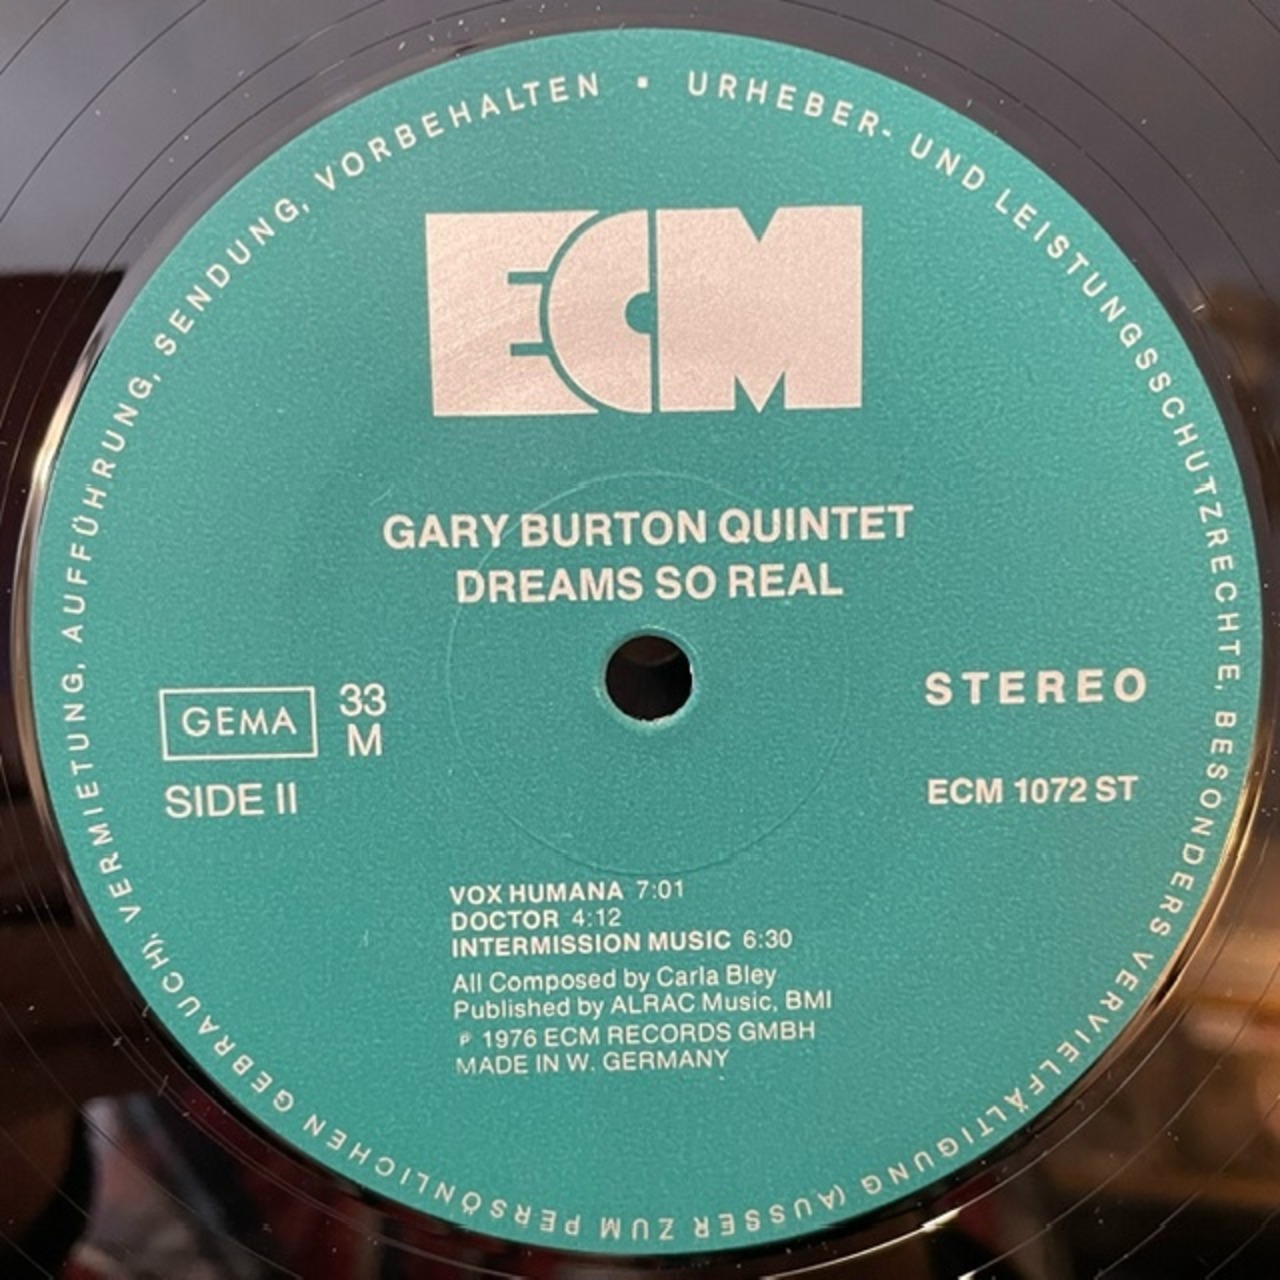 URHEBER- UND LEISTUNGSSCHUTZRECHTE, BESONDERS VERVIELFÄLTIGUNG (AUSSER ZUM PERSÖNLICHEN GEBRAUCH), VERMIETUNG, AUFFÜHRUNG, SENDUNG, VORBEHALTEN •
ECM
GARY BURTON QUINTET
DREAMS SO REAL
GEMA
33
M
SIDE II
STEREO
ECM 1072 ST
VOX HUMANA 7:01
DOCTOR 4:12
INTERMISSION MUSIC 6:30
All Composed by Carla Bley
Published by ALRAC Music, BMI
℗ 1976 ECM RECORDS GMBH
MADE IN W. GERMANY